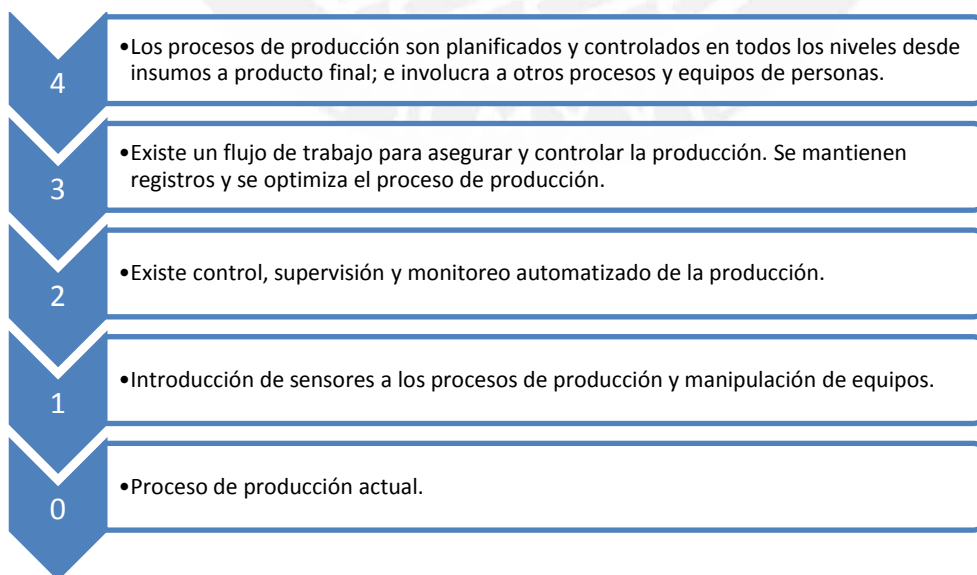 4
•Los procesos de producción son planificados y controlados en todos los niveles desde
insumos a producto final; e involucra a otros procesos y equipos de personas.
3
•Existe un flujo de trabajo para asegurar y controlar la producción. Se mantienen
registros y se optimiza el proceso de producción.
2
•Existe control, supervisión y monitoreo automatizado de la producción.
1
•Introducción de sensores a los procesos de producción y manipulación de equipos.
0
•Proceso de producción actual.